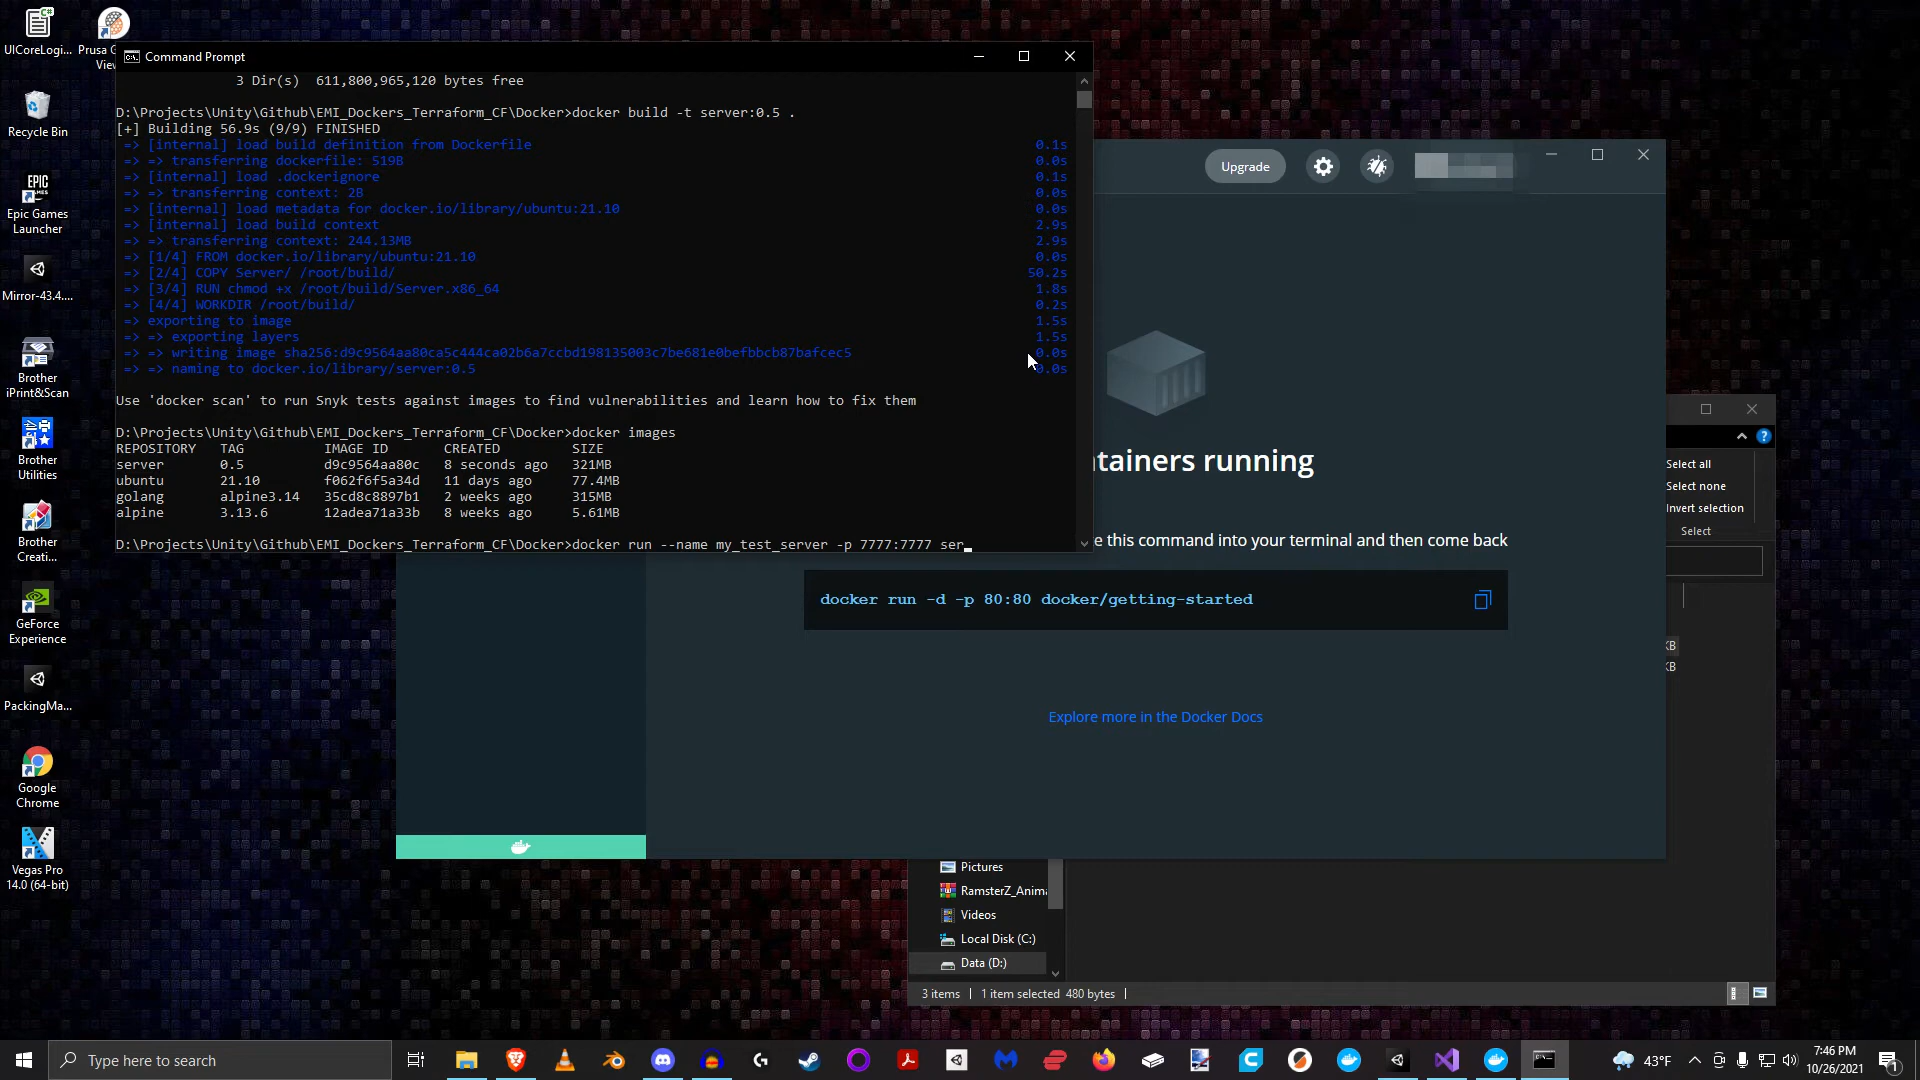 UICoreLogi...
Prusa G
View
Recycle Bin
Epic Games
Launcher
Mirror-43.4....
Brother
iPrint&Scan
Brother
Utilities
Brother
Creati...
GeForce
Experience
PackingMa...
Google
Chrome
Vegas Pro
14.0 (64-bit)
Command Prompt
3 Dir(s)  611,800,965,120 bytes free
D:\Projects\Unity\Github\EMI_Dockers_Terraform_CF\Docker>docker build -t server:0.5 .
[+] Building 56.9s (9/9) FINISHED
=> [internal] load build definition from Dockerfile 0.1s
=> => transferring dockerfile: 519B 0.0s
=> [internal] load .dockerignore 0.1s
=> => transferring context: 2B 0.0s
=> [internal] load metadata for docker.io/library/ubuntu:21.10 0.0s
=> [internal] load build context 2.9s
=> => transferring context: 244.13MB 2.9s
=> [1/4] FROM docker.io/library/ubuntu:21.10 0.0s
=> [2/4] COPY Server/ /root/build/ 50.2s
=> [3/4] RUN chmod +x /root/build/Server.x86_64 1.8s
=> [4/4] WORKDIR /root/build/ 0.2s
=> exporting to image 1.5s
=> => exporting layers 1.5s
=> => writing image sha256:d9c9564aa80ca5c444ca02b6a7ccbd198135003c7be681e0befbbcb87bafcec5 0.0s
=> => naming to docker.io/library/server:0.5 0.0s
Use 'docker scan' to run Snyk tests against images to find vulnerabilities and learn how to fix them
D:\Projects\Unity\Github\EMI_Dockers_Terraform_CF\Docker>docker images
REPOSITORY   TAG          IMAGE ID       CREATED         SIZE
server       0.5          d9c9564aa80c   8 seconds ago   321MB
ubuntu       21.10        f062f6f5a34d   11 days ago     77.4MB
golang       alpine3.14   35cd8c8897b1   2 weeks ago     315MB
alpine       3.13.6       12adea71a33b   8 weeks ago     5.61MB
D:\Projects\Unity\Github\EMI_Dockers_Terraform_CF\Docker>docker run --name my_test_server -p 7777:7777 ser
Upgrade
tainers running
e this command into your terminal and then come back
docker run -d -p 80:80 docker/getting-started
Explore more in the Docker Docs
Select all
Select none
Invert selection
Select
KB
KB
Pictures
RamsterZ_Anima
Videos
Local Disk (C:)
Data (D:)
3 items
1 item selected 480 bytes
Type here to search
43°F
7:46 PM
10/26/2021
1